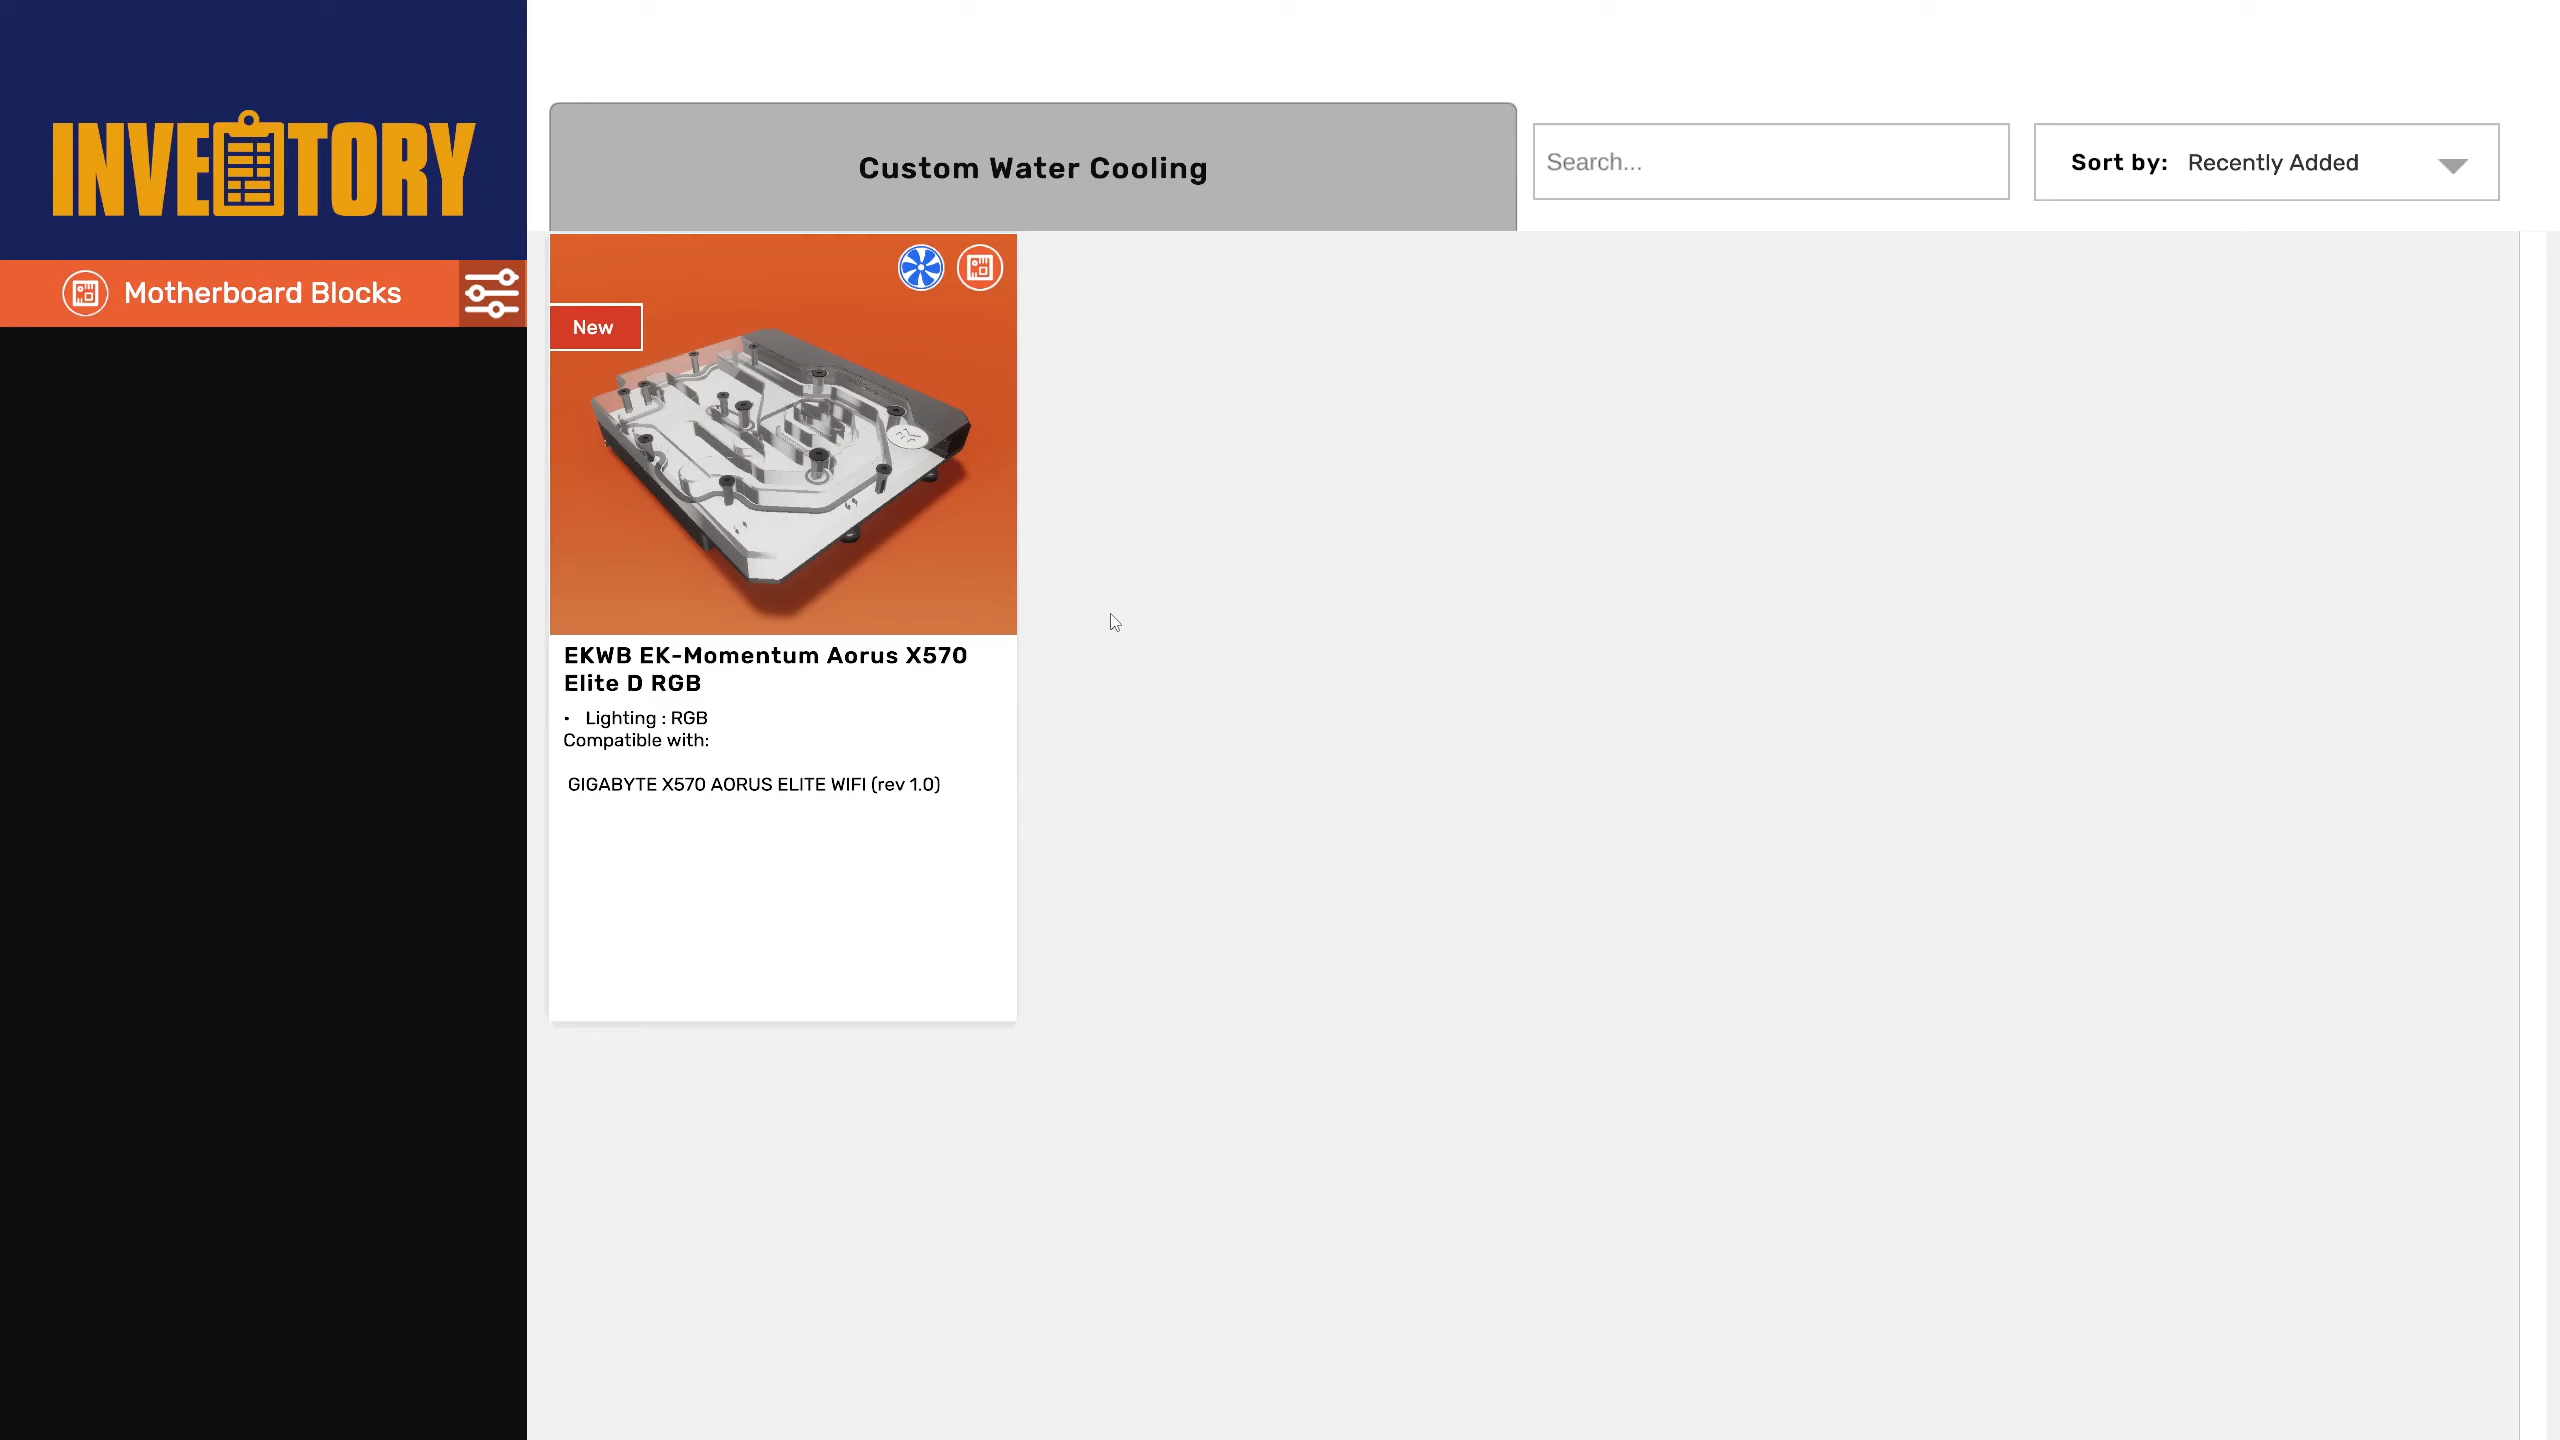 INVENTORY
Custom Water Cooling
Search...
Sort by: Recently Added
Motherboard Blocks
New
EKWB EK-Momentum Aorus X570
Elite D RGB
• Lighting : RGB
Compatible with:
GIGABYTE X570 AORUS ELITE WIFI (rev 1.0)